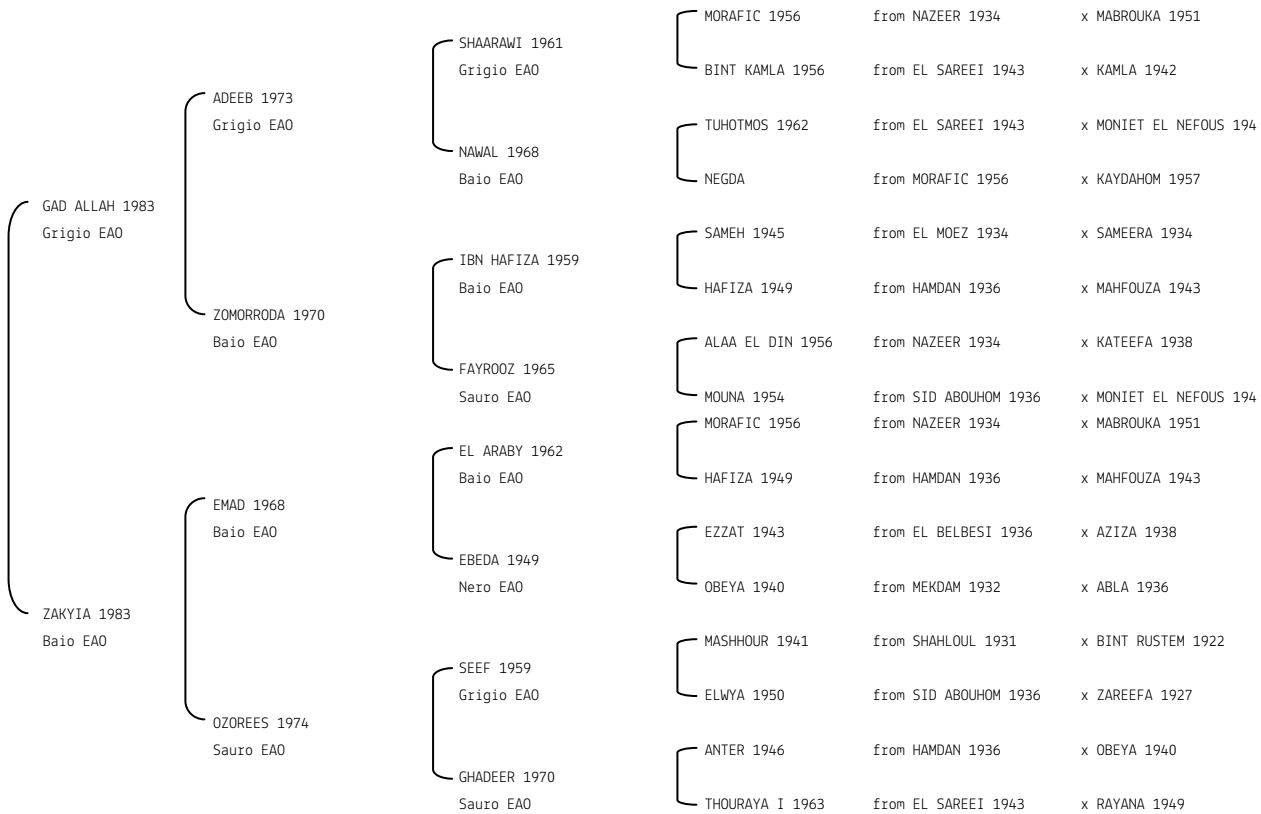 MORAFIC 1956 from NAZEER 1934 x MABROUKA 1951
SHAARAWI 1961
Grigio EAO BINT KAMLA 1956 from EL SAREEI 1943 x KAMLA 1942
ADEEB 1973
Grigio EAO TUHOTMOS 1962 from EL SAREEI 1943 x MONIET EL NEFOUS 194
NAWAL 1968
Baio EAO NEGDA from MORAFIC 1956 x KAYDAHOM 1957
GAD ALLAH 1983
Grigio EAO SAMEH 1945 from EL MOEZ 1934 x SAMEERA 1934
IBN HAFIZA 1959
Baio EAO HAFIZA 1949 from HAMDAN 1936 x MAHFOUZA 1943
ZOMORRODA 1970
Baio EAO ALAA EL DIN 1956 from NAZEER 1934 x KATEEFA 1938
FAYROOZ 1965
Sauro EAO MOUNA 1954 from SID ABOUHOM 1936 x MONIET EL NEFOUS 194
MORAFIC 1956 from NAZEER 1934 x MABROUKA 1951
EL ARABY 1962
Baio EAO HAFIZA 1949 from HAMDAN 1936 x MAHFOUZA 1943
EMAD 1968
Baio EAO EZZAT 1943 from EL BELBESI 1936 x AZIZA 1938
EBEDA 1949
Nero EAO OBEYA 1940 from MEKDAM 1932 x ABLA 1936
ZAKYIA 1983
Baio EAO MASHHOUR 1941 from SHAHLOUL 1931 x BINT RUSTEM 1922
SEEF 1959
Grigio EAO ELWYA 1950 from SID ABOUHOM 1936 x ZAREEFA 1927
OZOREES 1974
Sauro EAO ANTER 1946 from HAMDAN 1936 x OBEYA 1940
GHADEER 1970
Sauro EAO THOURAYA I 1963 from EL SAREEI 1943 x RAYANA 1949